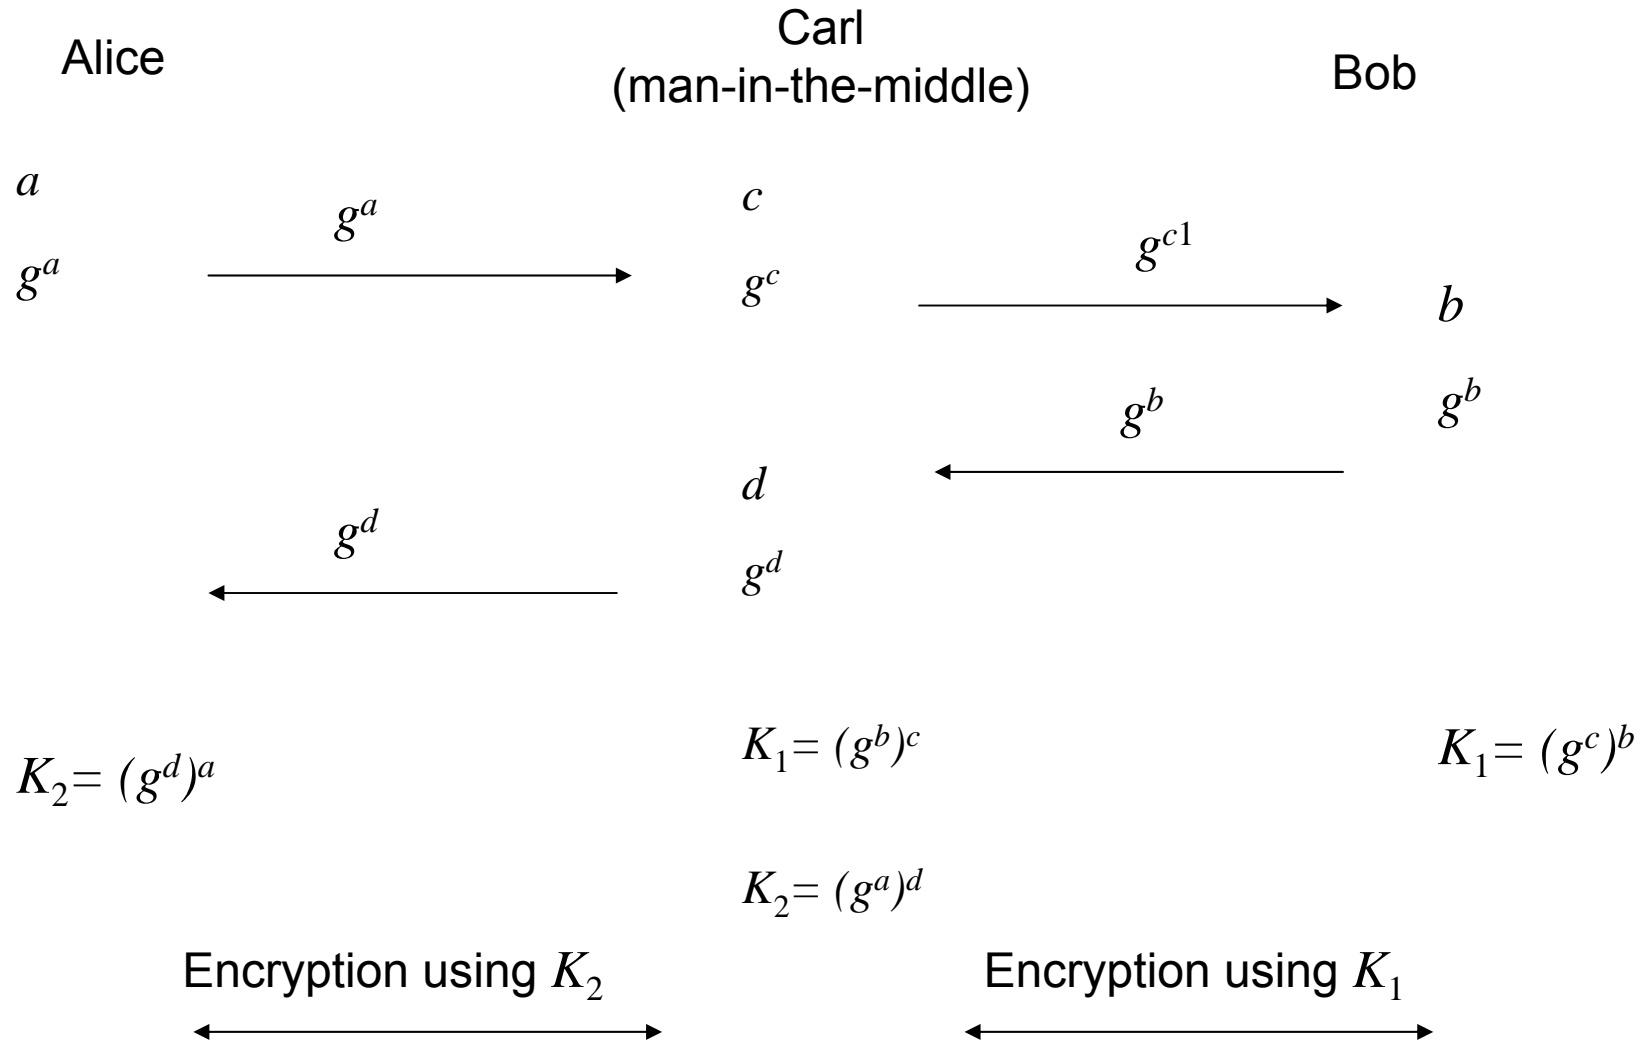 Alice
Carl
(man-in-the-middle)
Bob
a
g^a
g^a
c
g^c
g^{c1}
b
g^b
g^b
d
g^d
g^d
K_2= (g^d)^a
K_1= (g^b)^c
K_1= (g^c)^b
K_2= (g^a)^d
Encryption using K_2
Encryption using K_1